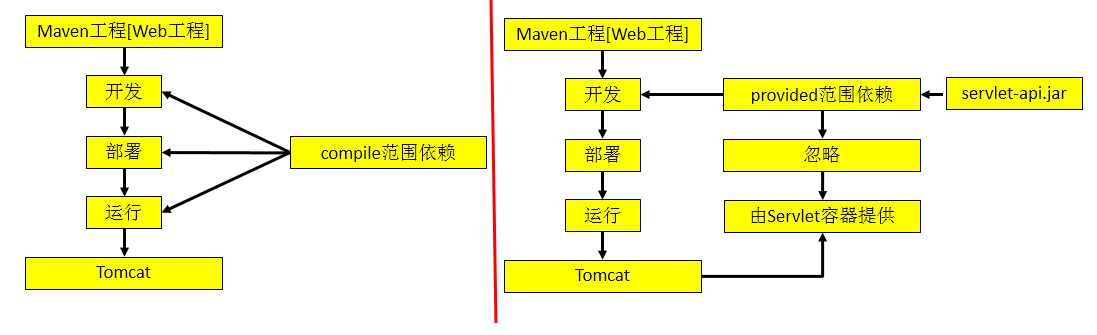 Maven工程[Web工程]
开发
部署
compile范围依赖
运行
Tomcat
Maven工程[Web工程]
开发
provided范围依赖
servlet-api.jar
部署
忽略
运行
由Servlet容器提供
Tomcat